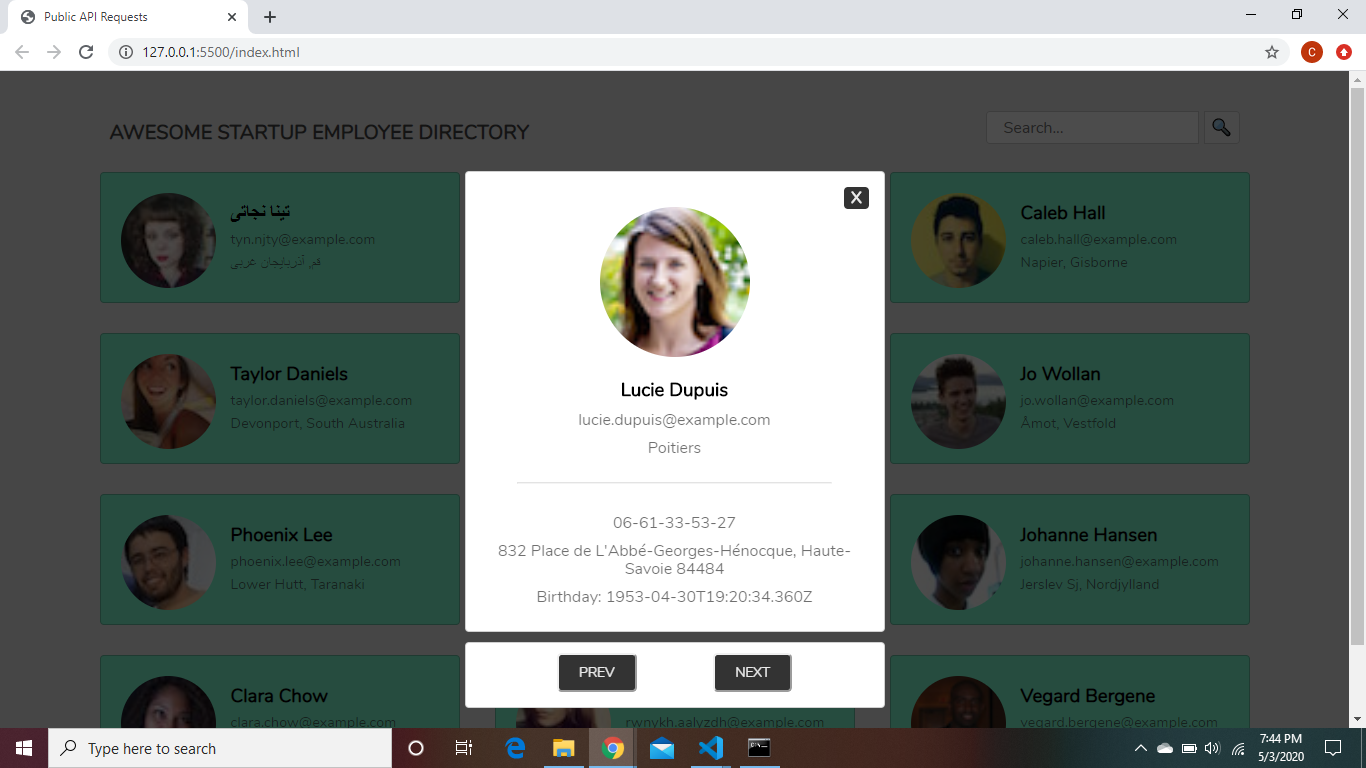 Public API Requests
127.0.0.1:5500/index.html
C
AWESOME STARTUP EMPLOYEE DIRECTORY
Search...
تینا نجاتی
tyn.njty@example.com
قم, آذربایجان غربی
Caleb Hall
caleb.hall@example.com
Napier, Gisborne
Taylor Daniels
taylor.daniels@example.com
Devonport, South Australia
Jo Wollan
jo.wollan@example.com
Åmot, Vestfold
Phoenix Lee
phoenix.lee@example.com
Lower Hutt, Taranaki
Johanne Hansen
johanne.hansen@example.com
Jerslev Sj, Nordjylland
Clara Chow
clara.chow@example.com
rwnykh.aalyzdh@example.com
Vegard Bergene
vegard.bergene@example.com
X
Lucie Dupuis
lucie.dupuis@example.com
Poitiers
06-61-33-53-27
832 Place de L'Abbé-Georges-Hénocque, Haute-
Savoie 84484
Birthday: 1953-04-30T19:20:34.360Z
PREV
NEXT
Type here to search
7:44 PM
5/3/2020